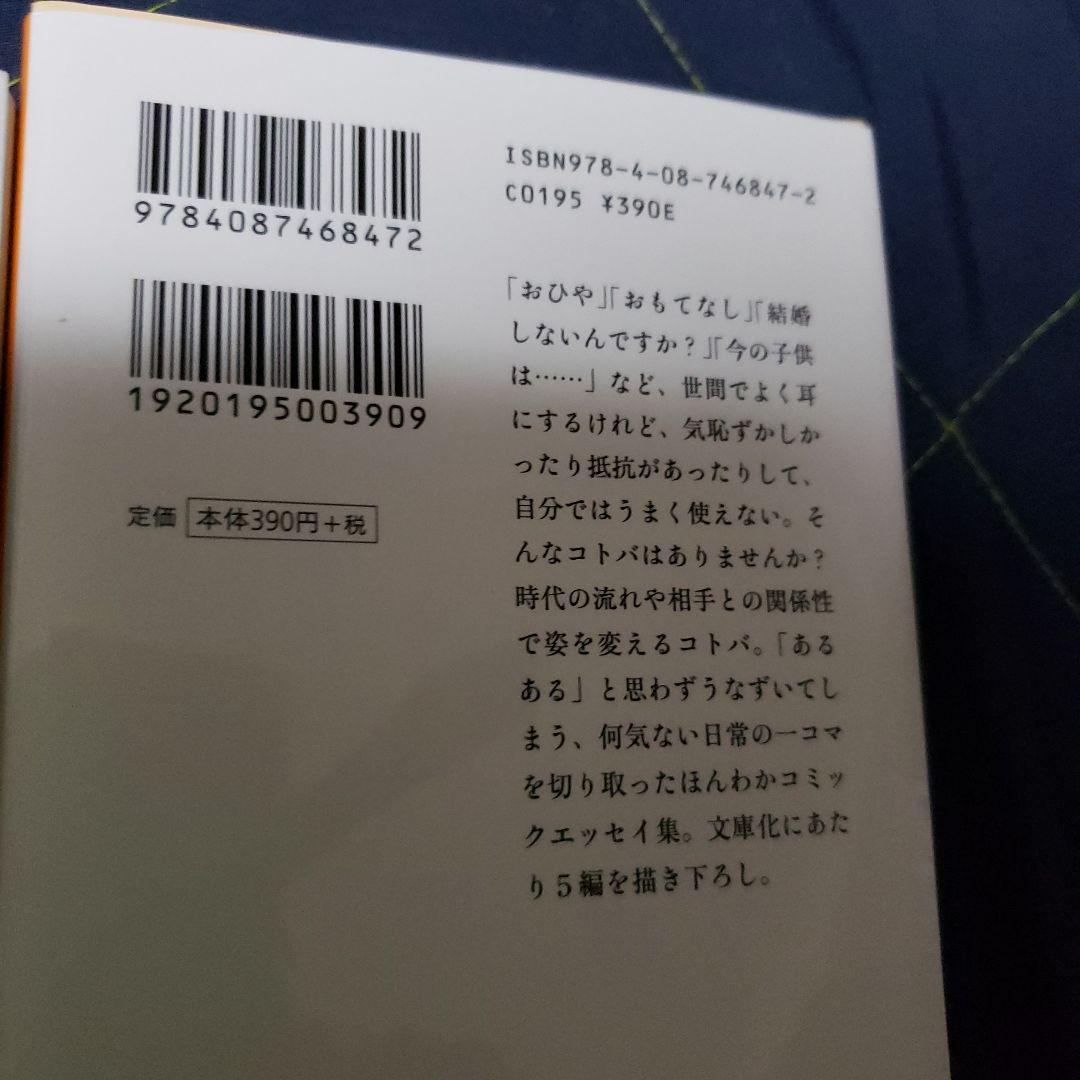 9784087468472
1920195003909
定価 本体390円+税
ISBN978-4-08-746847-2
C0195 ¥390E
「おひや」「おもてなし」「結婚
しないんですか?」「今の子供
は……」など、世間でよく耳
にするけれど、気恥ずかしか
ったり抵抗があったりして、
自分ではうまく使えない。そ
んなコトバはありませんか?
時代の流れや相手との関係性
で姿を変えるコトバ。「ある
ある」と思わずうなずいてし
まう、何気ない日常の一コマ
を切り取ったほんわかコミッ
クエッセイ集。文庫化にあた
り5編を描き下ろし。